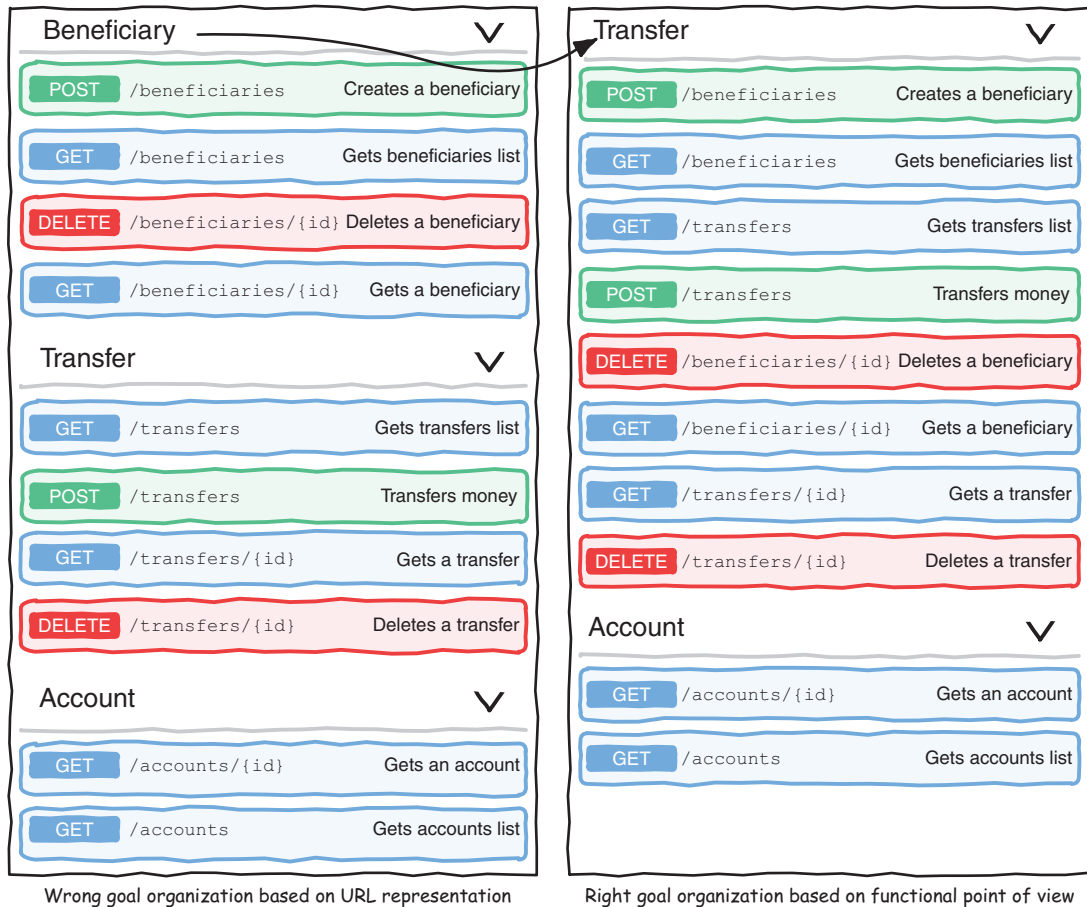 Beneficiary
POST /beneficiaries Creates a beneficiary
GET /beneficiaries Gets beneficiaries list
DELETE /beneficiaries/{id} Deletes a beneficiary
GET /beneficiaries/{id} Gets a beneficiary
Transfer
GET /transfers Gets transfers list
POST /transfers Transfers money
GET /transfers/{id} Gets a transfer
DELETE /transfers/{id} Deletes a transfer
Account
GET /accounts/{id} Gets an account
GET /accounts Gets accounts list
Wrong goal organization based on URL representation
Transfer
POST /beneficiaries Creates a beneficiary
GET /beneficiaries Gets beneficiaries list
GET /transfers Gets transfers list
POST /transfers Transfers money
DELETE /beneficiaries/{id} Deletes a beneficiary
GET /beneficiaries/{id} Gets a beneficiary
GET /transfers/{id} Gets a transfer
DELETE /transfers/{id} Deletes a transfer
Account
GET /accounts/{id} Gets an account
GET /accounts Gets accounts list
Right goal organization based on functional point of view